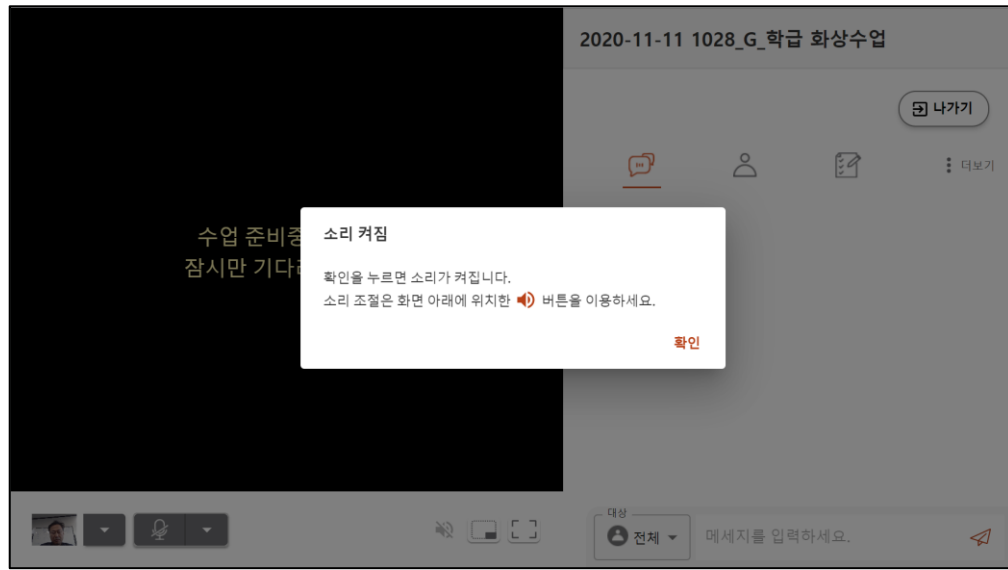 2020-11-11 1028_G_학급 화상수업
나가기
더보기
수업 준비중
잠시만 기다
소리 켜짐
확인을 누르면 소리가 켜집니다.
소리 조절은 화면 아래에 위치한 버튼을 이용하세요.
확인
대상
전체
메세지를 입력하세요.